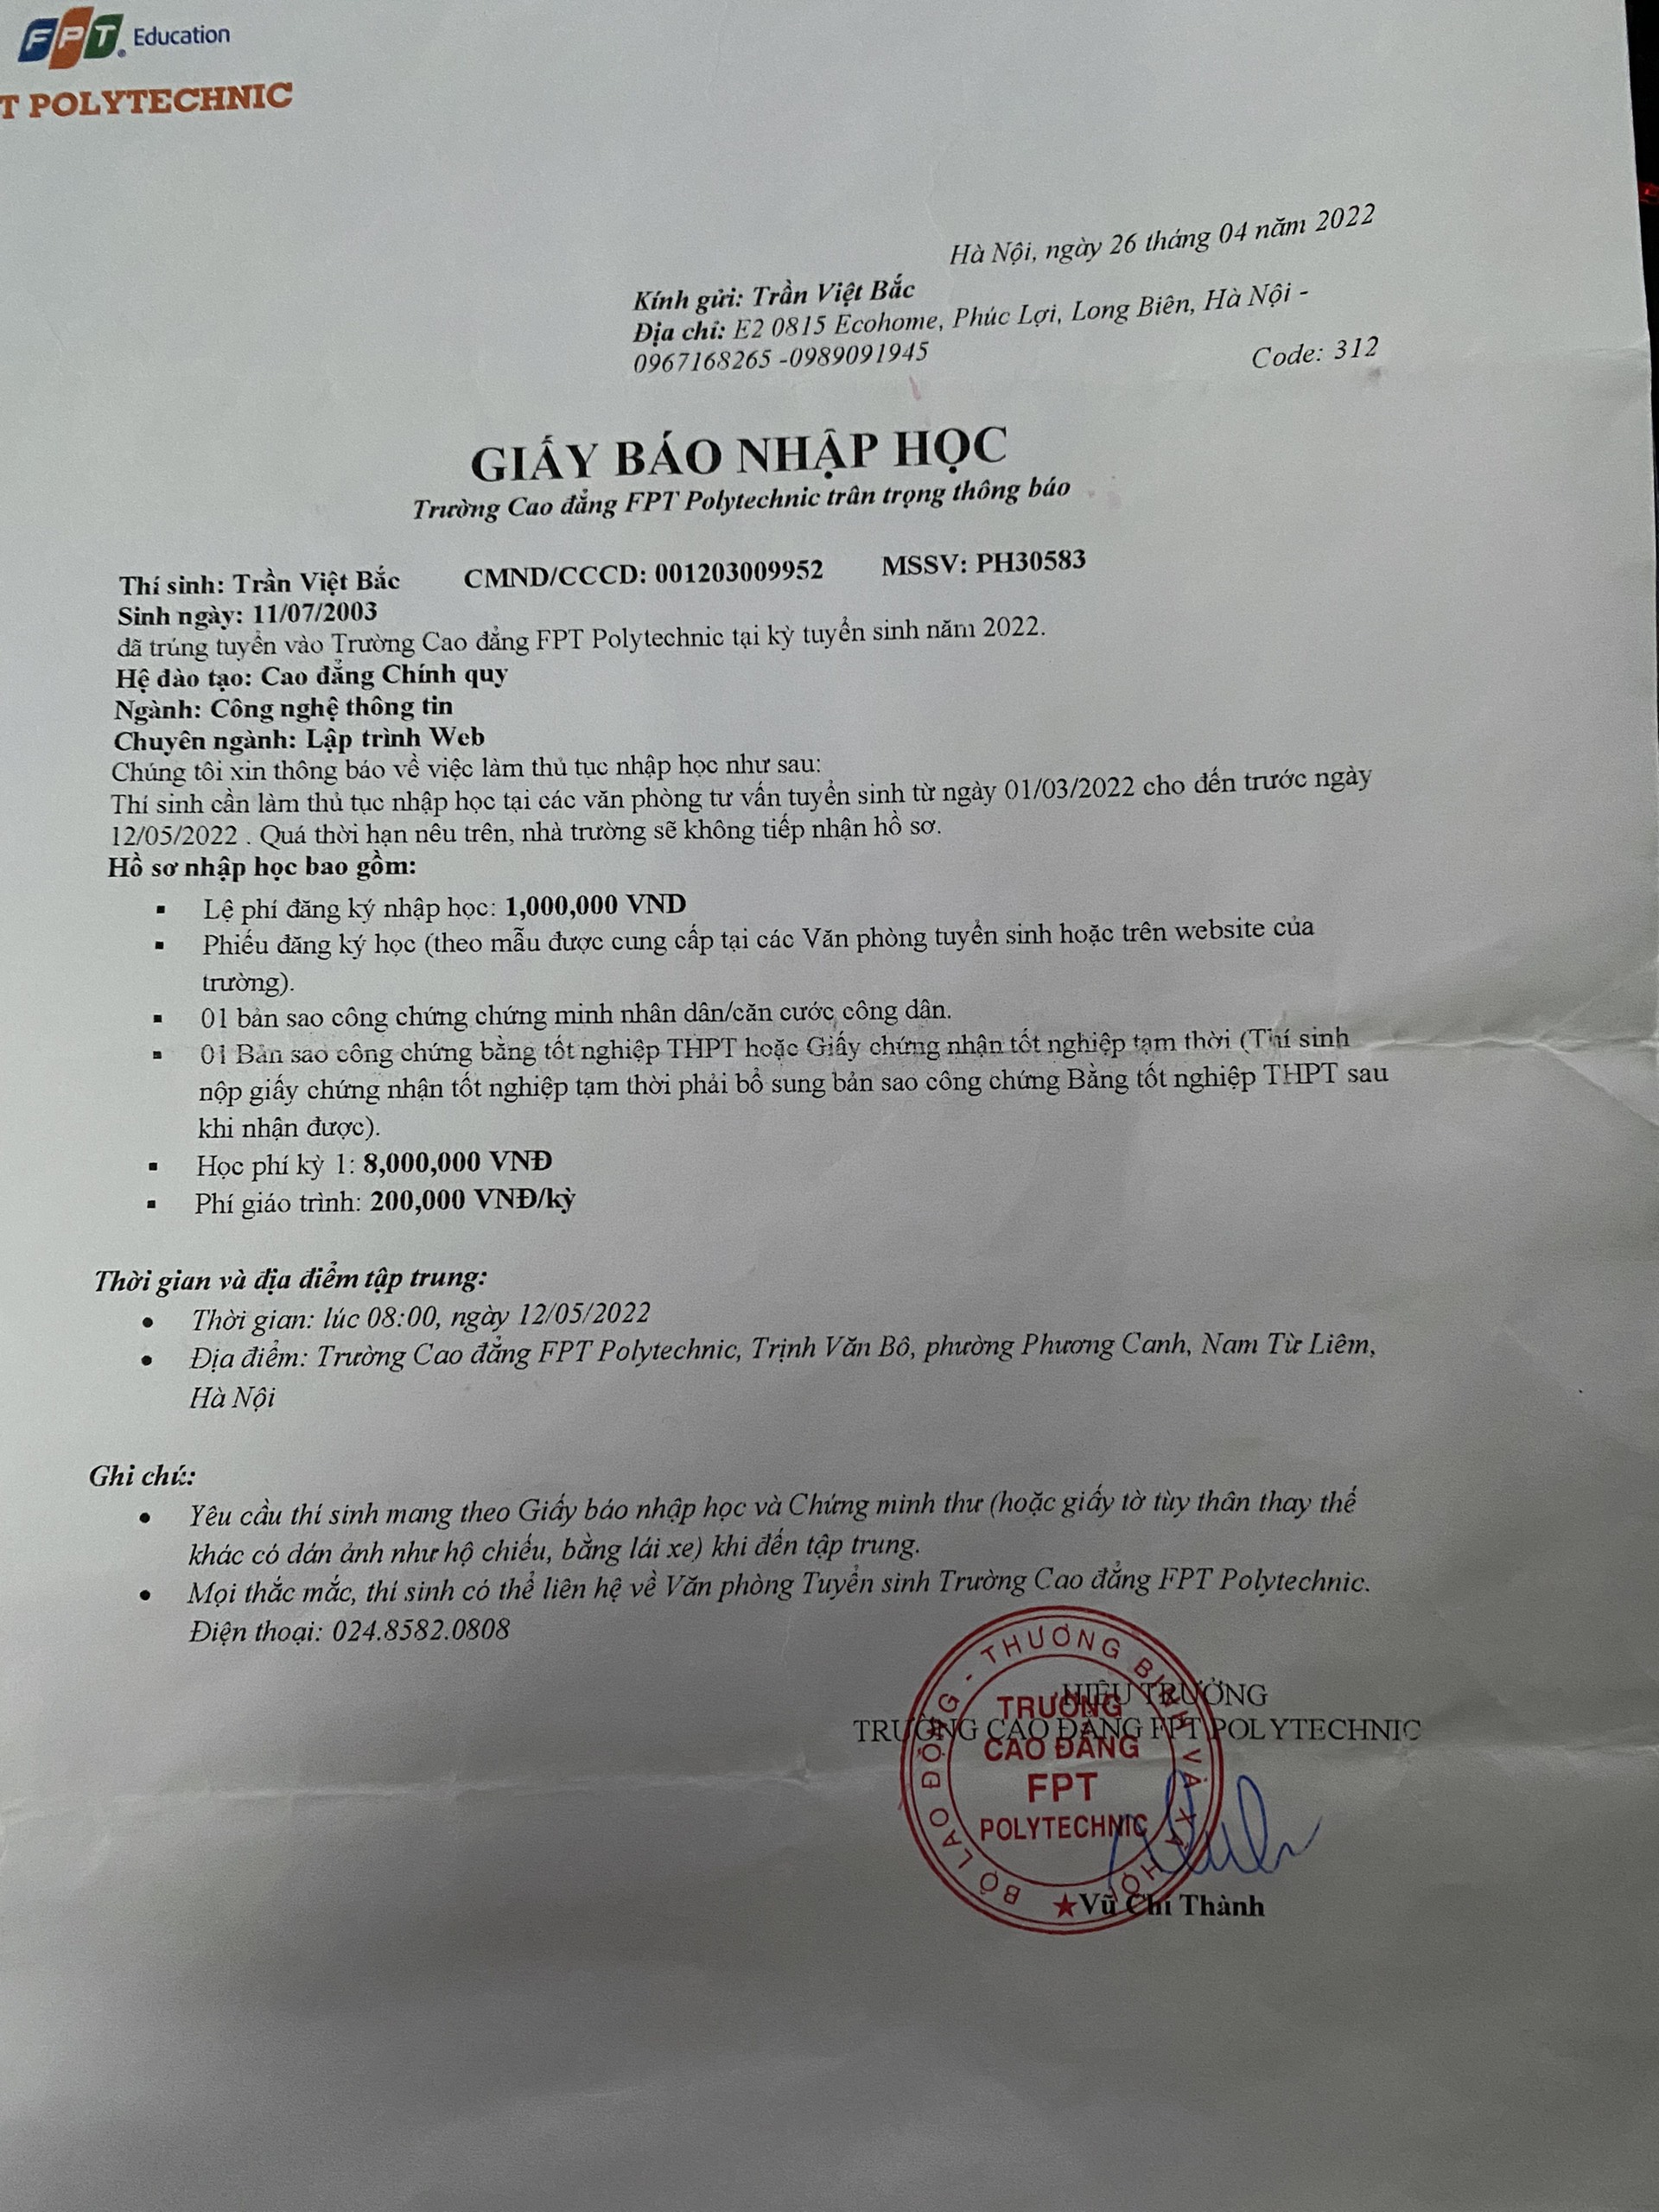 FPT Education
T POLYTECHNIC
Hà Nội, ngày 26 tháng 04 năm 2022
Kính gửi: Trần Việt Bắc
Địa chỉ: E2 0815 Ecohome, Phúc Lợi, Long Biên, Hà Nội -
0967168265 -0989091945
Code: 312
GIẤY BÁO NHẬP HỌC
Trường Cao đẳng FPT Polytechnic trân trọng thông báo
Thí sinh: Trần Việt Bắc CMND/CCCD: 001203009952 MSSV: PH30583
Sinh ngày: 11/07/2003
đã trúng tuyển vào Trường Cao đẳng FPT Polytechnic tại kỳ tuyển sinh năm 2022.
Hệ đào tạo: Cao đẳng Chính quy
Ngành: Công nghệ thông tin
Chuyên ngành: Lập trình Web
Chúng tôi xin thông báo về việc làm thủ tục nhập học như sau:
Thí sinh cần làm thủ tục nhập học tại các văn phòng tư vấn tuyển sinh từ ngày 01/03/2022 cho đến trước ngày
12/05/2022 . Quá thời hạn nêu trên, nhà trường sẽ không tiếp nhận hồ sơ.
Hồ sơ nhập học bao gồm:
▪ Lệ phí đăng ký nhập học: 1,000,000 VND
▪ Phiếu đăng ký học (theo mẫu được cung cấp tại các Văn phòng tuyển sinh hoặc trên website của
trường).
▪ 01 bản sao công chứng chứng minh nhân dân/căn cước công dân.
▪ 01 Bản sao công chứng bằng tốt nghiệp THPT hoặc Giấy chứng nhận tốt nghiệp tạm thời (Thí sinh
nộp giấy chứng nhận tốt nghiệp tạm thời phải bổ sung bản sao công chứng Bằng tốt nghiệp THPT sau
khi nhận được).
▪ Học phí kỳ 1: 8,000,000 VNĐ
▪ Phí giáo trình: 200,000 VNĐ/kỳ
Thời gian và địa điểm tập trung:
• Thời gian: lúc 08:00, ngày 12/05/2022
• Địa điểm: Trường Cao đẳng FPT Polytechnic, Trịnh Văn Bô, phường Phương Canh, Nam Từ Liêm,
Hà Nội
Ghi chú:
• Yêu cầu thí sinh mang theo Giấy báo nhập học và Chứng minh thư (hoặc giấy tờ tùy thân thay thế
khác có dán ảnh như hộ chiếu, bằng lái xe) khi đến tập trung.
• Mọi thắc mắc, thí sinh có thể liên hệ về Văn phòng Tuyển sinh Trường Cao đẳng FPT Polytechnic.
Điện thoại: 024.8582.0808
HIỆU TRƯỞNG
TRƯỜNG CAO ĐẲNG FPT POLYTECHNIC
BỘ LAO ĐỘNG - THƯƠNG BINH VÀ XÃ HỘI
TRƯỜNG
CAO ĐẲNG
FPT
POLYTECHNIC
Vũ Chí Thành